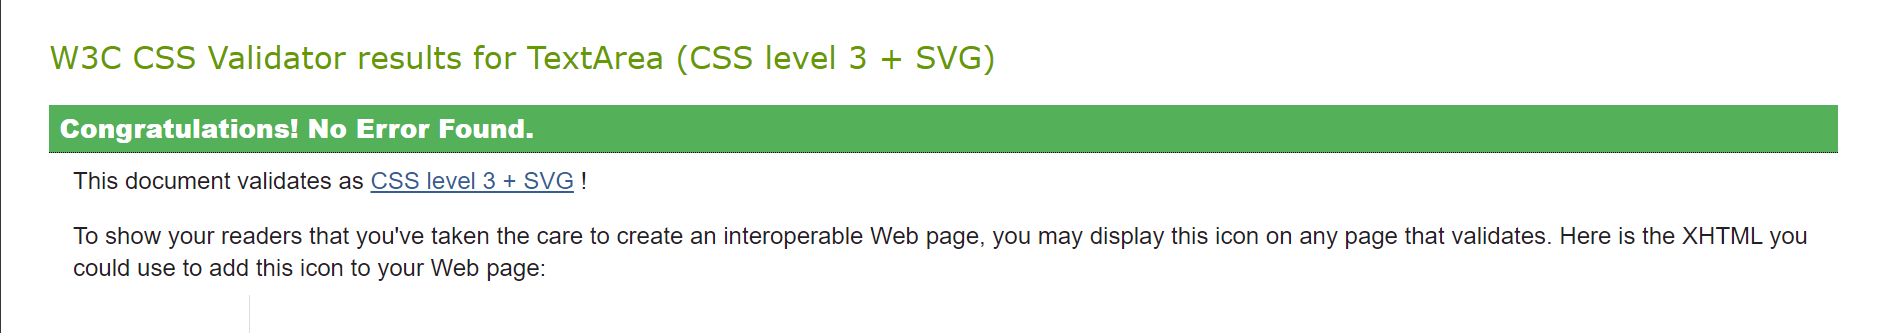 W3C CSS Validator results for TextArea (CSS level 3 + SVG)
Congratulations! No Error Found.
This document validates as CSS level 3 + SVG !
To show your readers that you've taken the care to create an interoperable Web page, you may display this icon on any page that validates. Here is the XHTML you
could use to add this icon to your Web page: